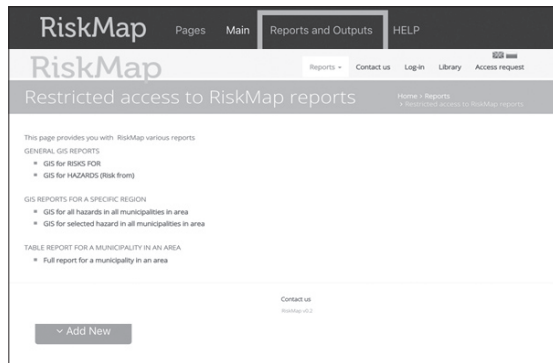 RiskMap Pages Main Reports and Outputs HELP
RiskMap Reports Contact us Log-In Library Access request
Restricted access to RiskMap reports
Home > Reports
> Restricted access to RiskMap reports
This page provides you with RiskMap various reports
GENERAL GIS REPORTS
GIS for RISKS FOR
GIS for HAZARDS (Risk from)
GIS REPORTS FOR A SPECIFIC REGION
GIS for all hazards in all municipalities in area
GIS for selected hazard in all municipalities in area
TABLE REPORT FOR A MUNICIPALITY IN AN AREA
Full report for a municipality in an area
Contact us
Add New